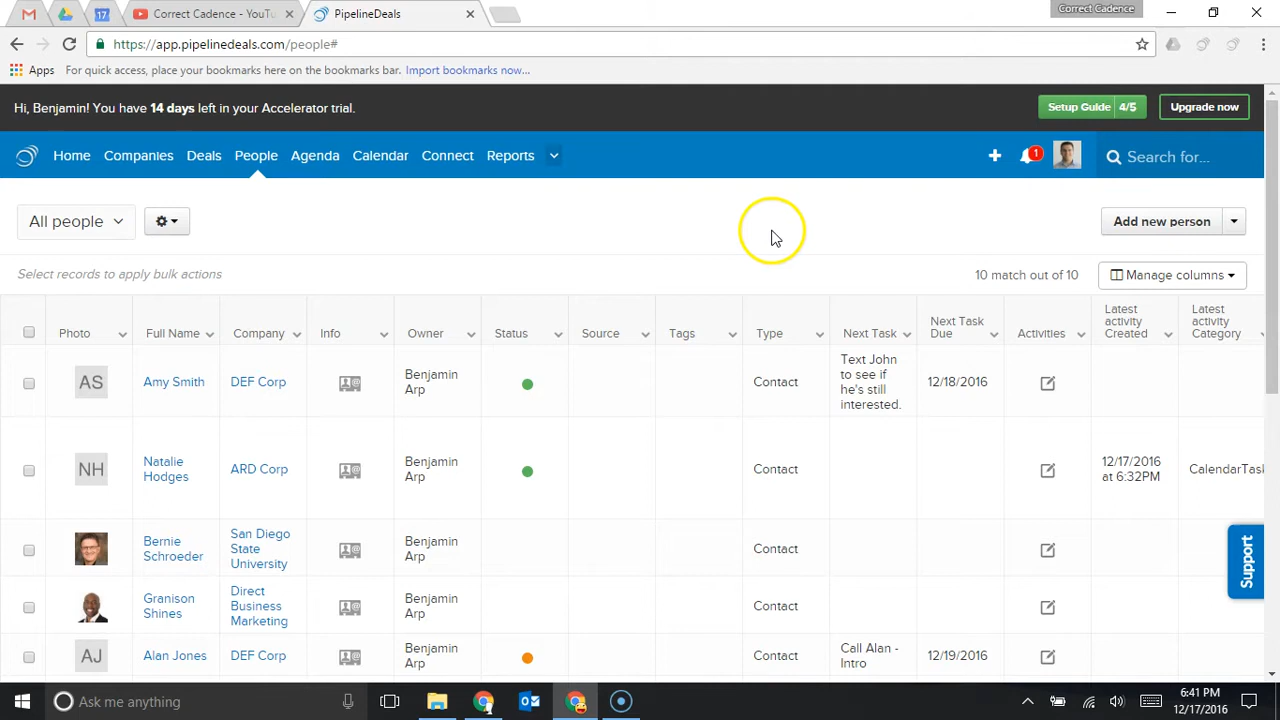 Correct Cadence - YouTu
PipelineDeals
Correct Cadence
17
https://app.pipelinedeals.com/people#
Apps
For quick access, place your bookmarks here on the bookmarks bar. Import bookmarks now...
Hi, Benjamin! You have 14 days left in your Accelerator trial.
Setup Guide 4/5
Upgrade now
Home
Companies
Deals
People
Agenda
Calendar
Connect
Reports
1
Search for...
All people
Add new person
Select records to apply bulk actions
10 match out of 10
Manage columns
Photo
Full Name
Company
Info
Owner
Status
Source
Tags
Type
Next Task
Next Task
Due
Activities
Latest
activity
Created
Latest
activity
Category
AS
Amy Smith
DEF Corp
Benjamin
Arp
Contact
Text John
to see if
he's still
interested.
12/18/2016
NH
Natalie
Hodges
ARD Corp
Benjamin
Arp
Contact
12/17/2016
at 6:32PM
CalendarTask
Bernie
Schroeder
San Diego
State
University
Benjamin
Arp
Contact
Granison
Shines
Direct
Business
Marketing
Benjamin
Arp
Contact
AJ
Alan Jones
DEF Corp
Benjamin
Arp
Contact
Call Alan -
Intro
12/19/2016
Support
Ask me anything
6:41 PM
12/17/2016